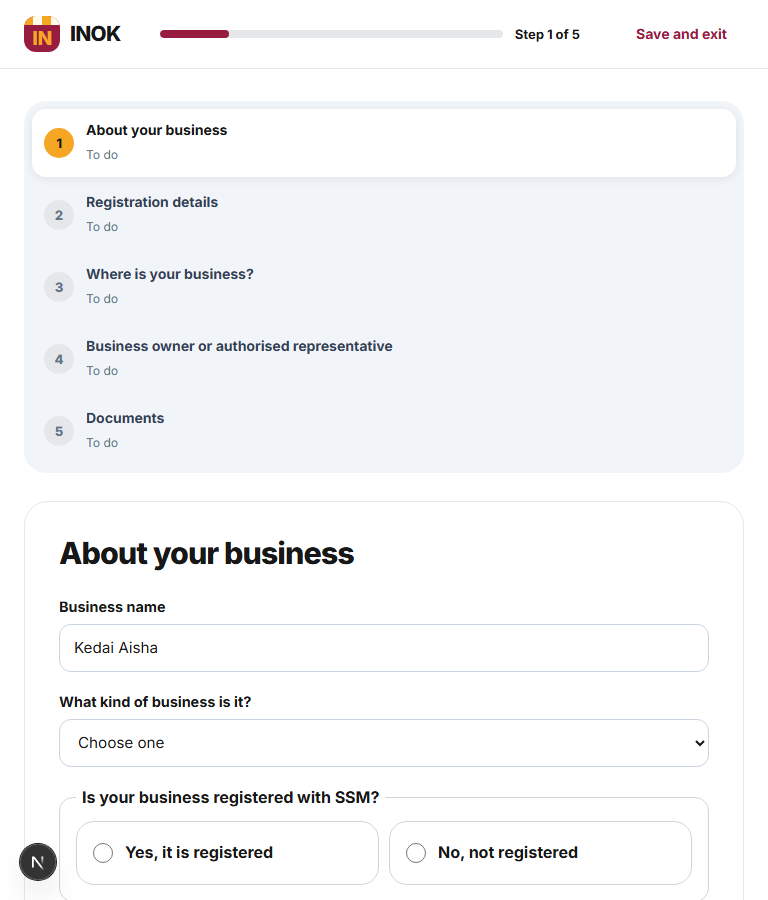 IN INOK
Step 1 of 5
Save and exit
1
About your business
To do
2
Registration details
To do
3
Where is your business?
To do
4
Business owner or authorised representative
To do
5
Documents
To do
About your business
Business name
Kedai Aisha
What kind of business is it?
Choose one
Is your business registered with SSM?
Yes, it is registered
No, not registered
N